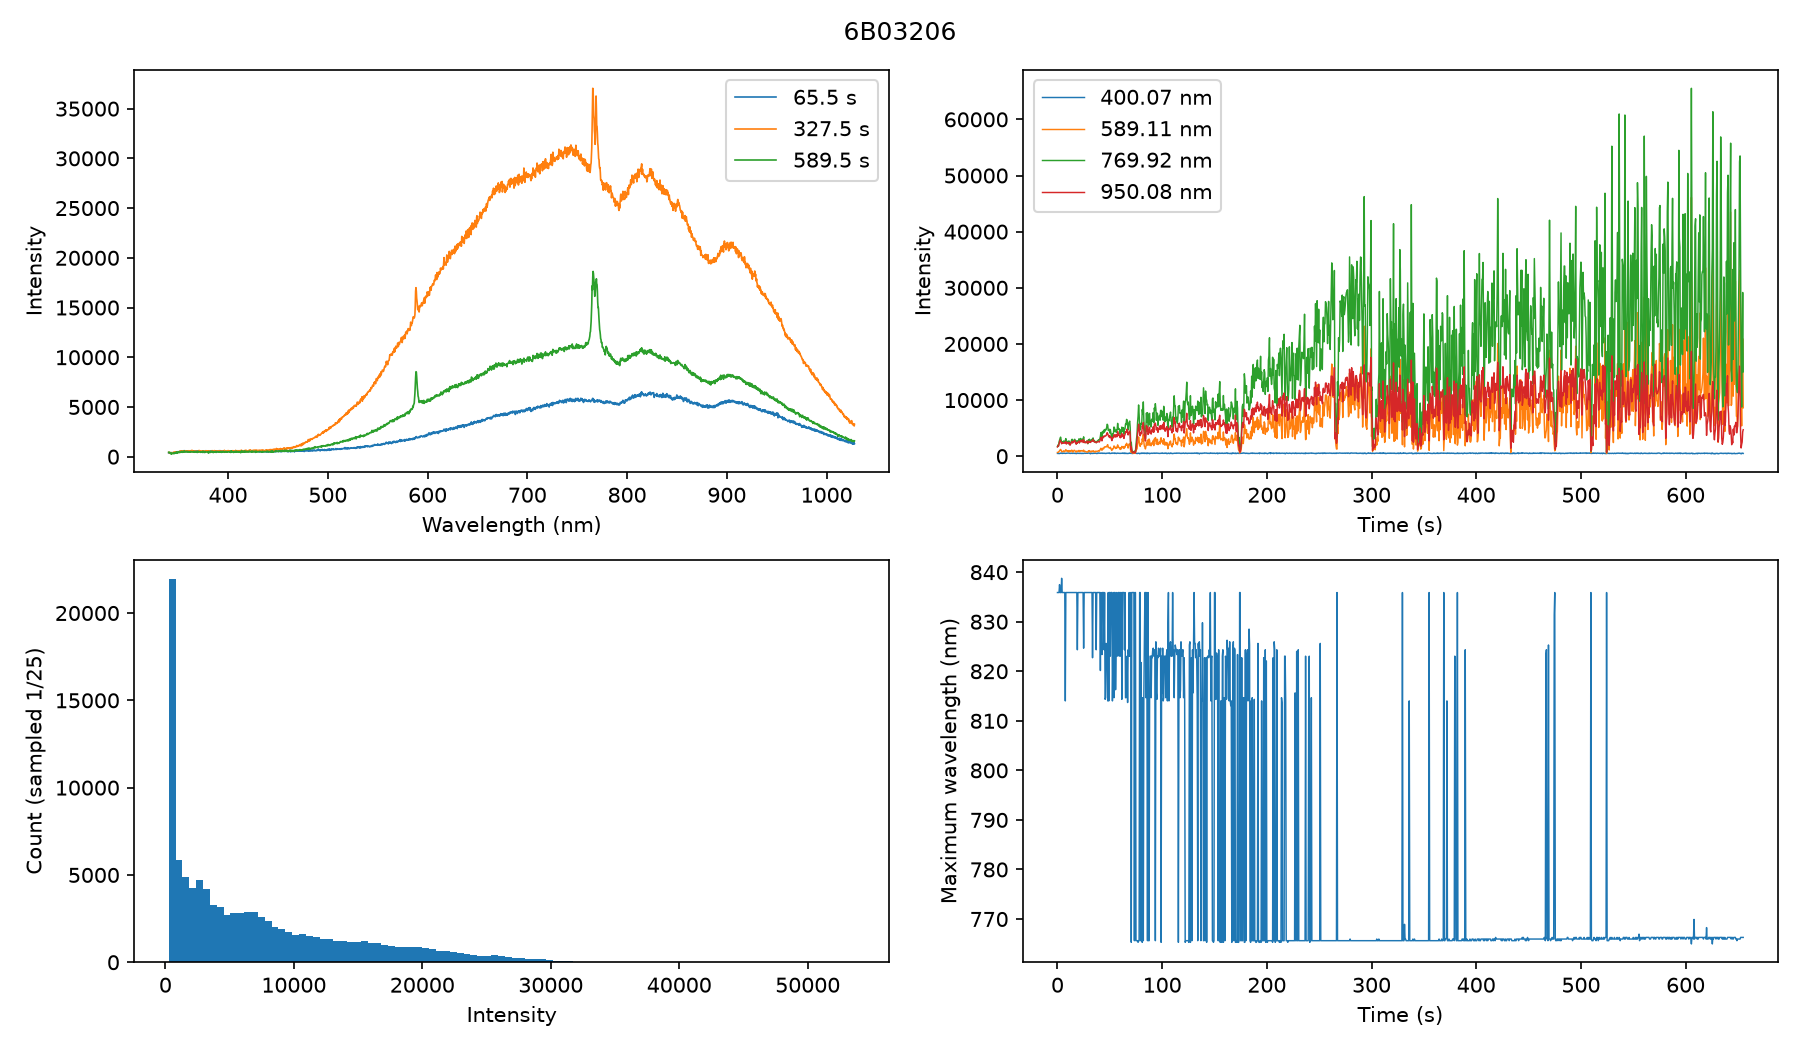 6B03206
65.5 s
327.5 s
589.5 s
35000
30000
25000
20000
15000
10000
5000
0
Intensity
400 500 600 700 800 900 1000
Wavelength (nm)
400.07 nm
589.11 nm
769.92 nm
950.08 nm
60000
50000
40000
30000
20000
10000
0
Intensity
0 100 200 300 400 500 600
Time (s)
20000
15000
10000
5000
0
Count (sampled 1/25)
0 10000 20000 30000 40000 50000
Intensity
840
830
820
810
800
790
780
770
Maximum wavelength (nm)
0 100 200 300 400 500 600
Time (s)